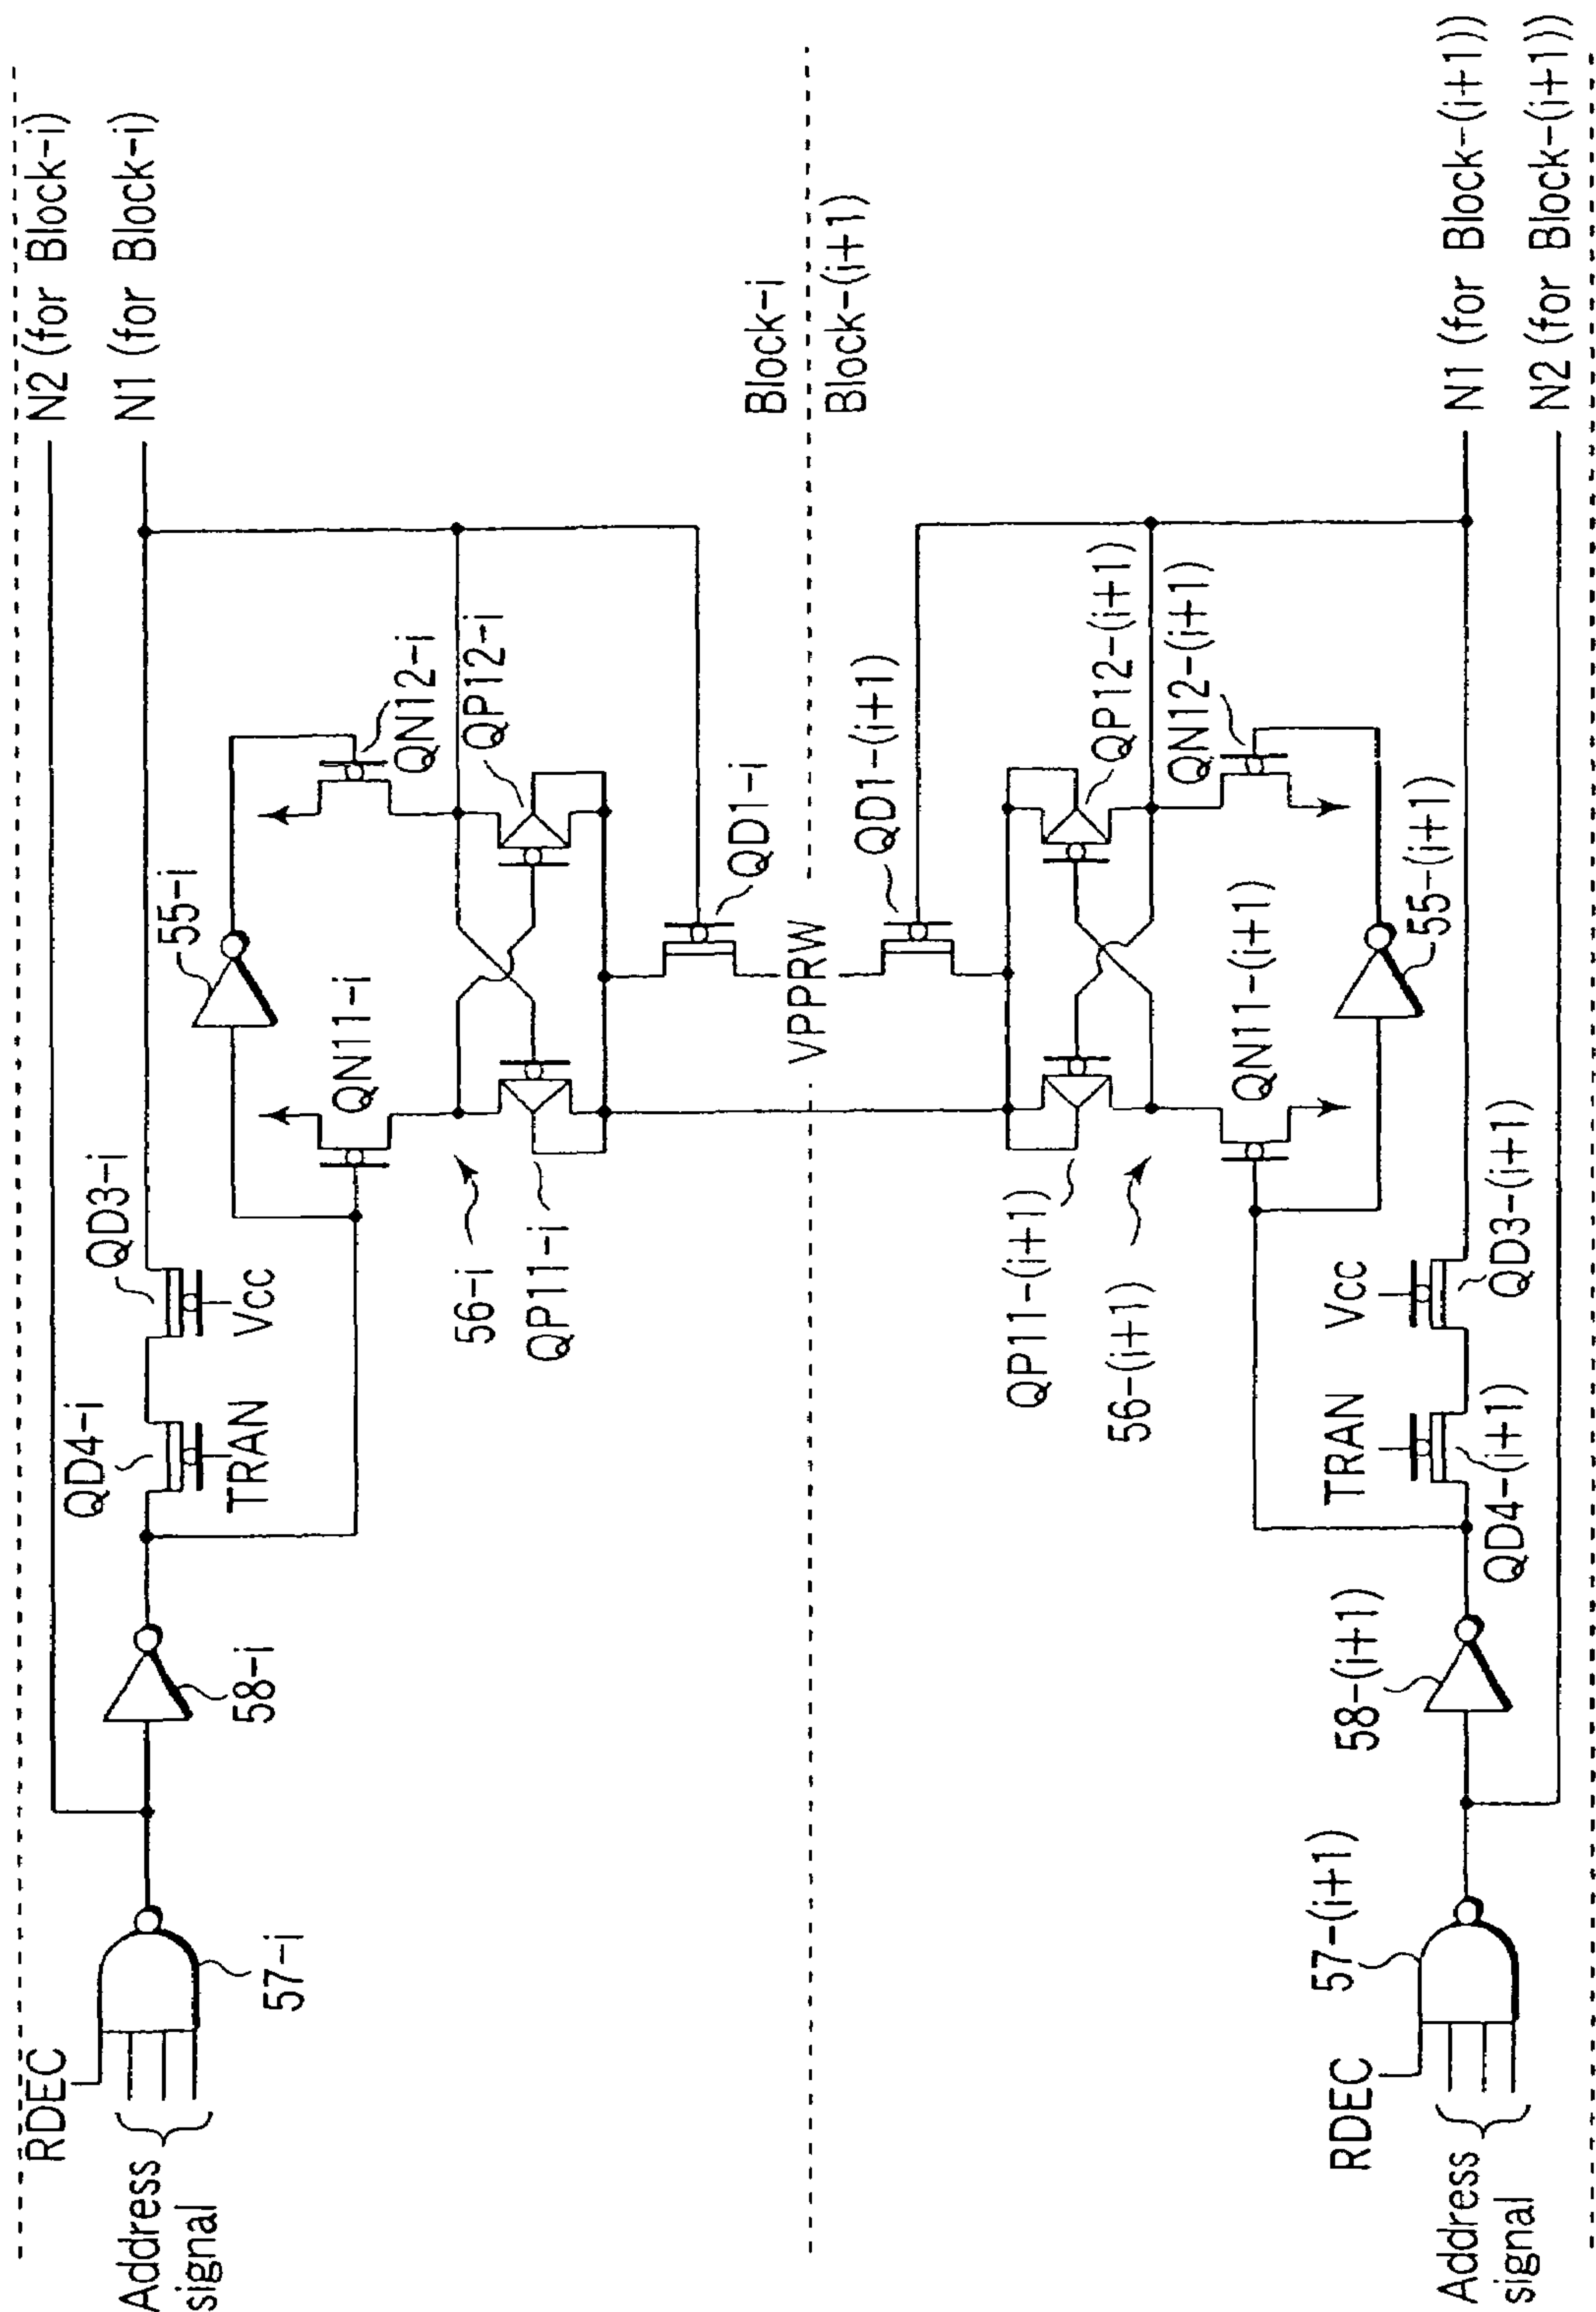 N2 (for Block-i)
N1 (for Block-i)
RDEC
Address
signal
57-i
58-i
QD4-i
TRAN
QD3-i
Vcc
55-i
QN11-i
QN12-i
56-i
QP11-i
QP12-i
QD1-i
Block-i
VPPRW
Block-(i+1)
QD1-(i+1)
QP11-(i+1)
QP12-(i+1)
56-(i+1)
QN11-(i+1)
QN12-(i+1)
55-(i+1)
Vcc
QD3-(i+1)
TRAN
QD4-(i+1)
58-(i+1)
57-(i+1)
RDEC
Address
signal
N1 (for Block-(i+1))
N2 (for Block-(i+1))